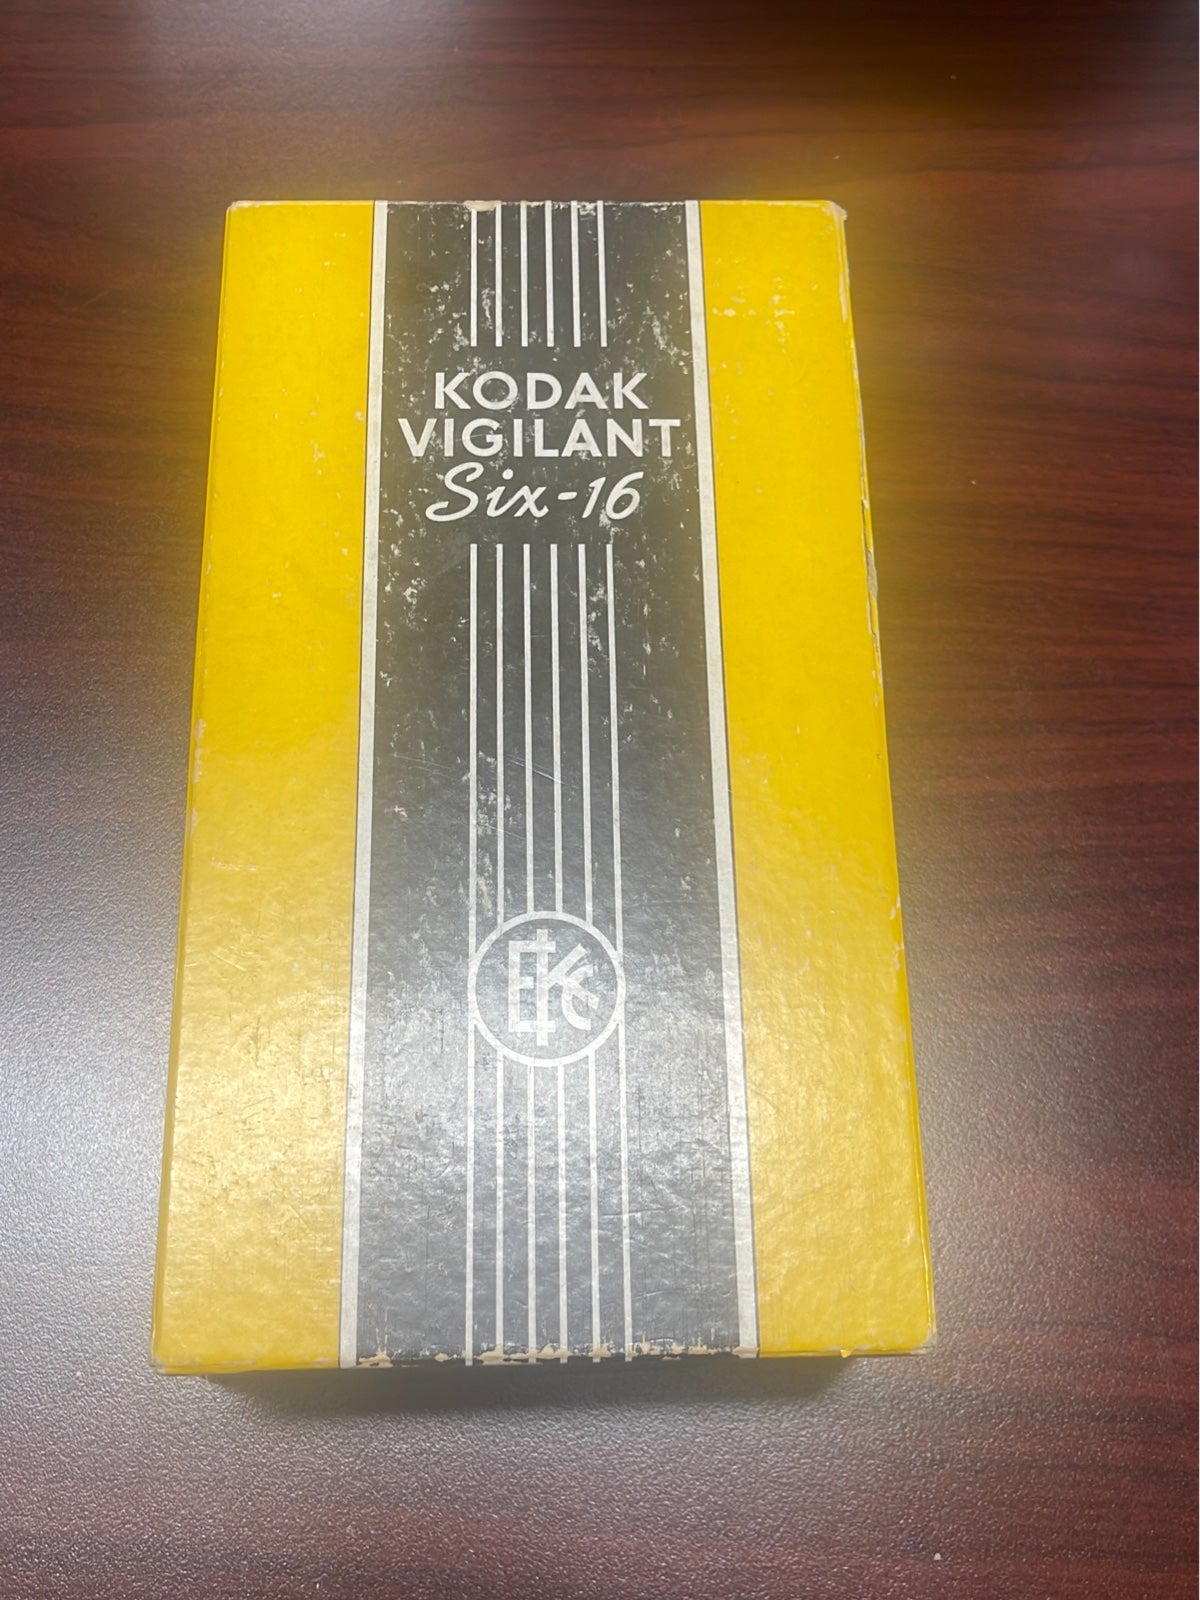 KODAK
VIGILANT
Six-16
EKC